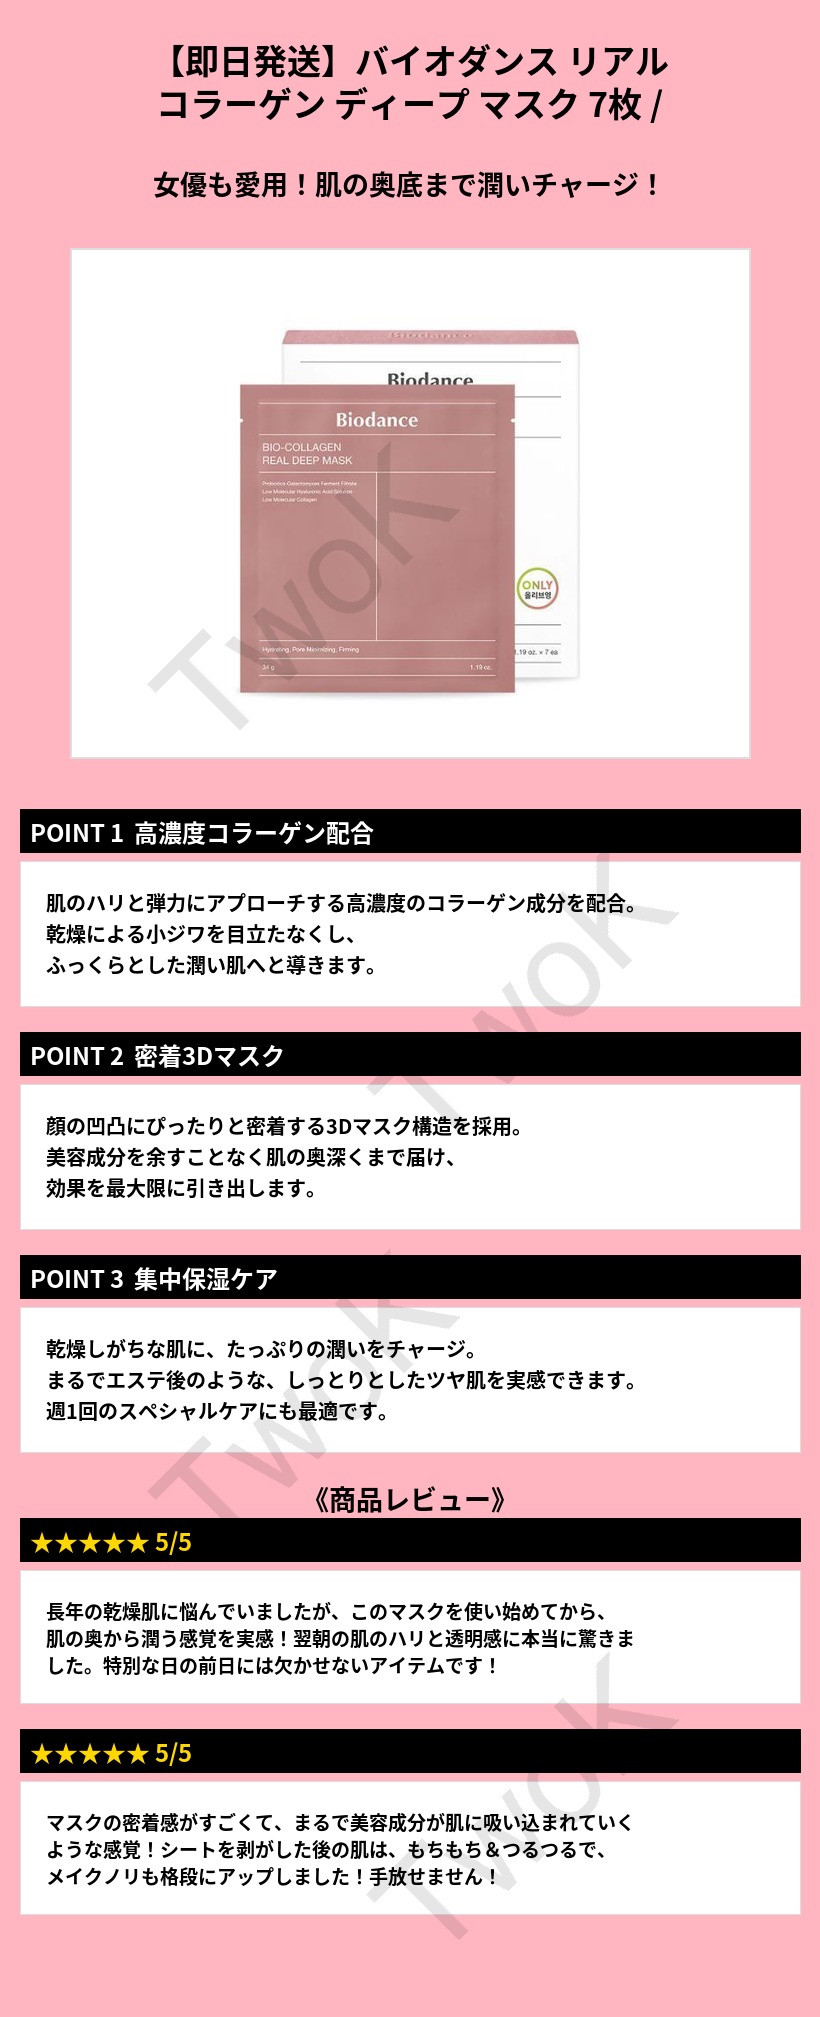 【即日発送】バイオダンス リアル
コラーゲン ディープ マスク 7枚 /
女優も愛用！肌の奥底まで潤いチャージ！
Biodance
Biodance
Biodance
BIO-COLLAGEN
REAL DEEP MASK
Probiotics Galactomyces Ferment Filtrate
Low Molecular Hyaluronic Acid Solution
Low Molecular Collagen
ONLY
올리브영
Hydrating, Pore Minimizing, Firming
1.19 oz. × 7 ea
34 g
1.19 oz.
TwoK
POINT 1 高濃度コラーゲン配合
肌のハリと弾力にアプローチする高濃度のコラーゲン成分を配合。
乾燥による小ジワを目立たなくし、
ふっくらとした潤い肌へと導きます。
TwoK
POINT 2 密着3Dマスク
顔の凹凸にぴったりと密着する3Dマスク構造を採用。
美容成分を余すことなく肌の奥深くまで届け、
効果を最大限に引き出します。
POINT 3 集中保湿ケア
乾燥しがちな肌に、たっぷりの潤いをチャージ。
まるでエステ後のような、しっとりとしたツヤ肌を実感できます。
週1回のスペシャルケアにも最適です。
TwoK
《商品レビュー》
★★★★★ 5/5
長年の乾燥肌に悩んでいましたが、このマスクを使い始めてから、
肌の奥から潤う感覚を実感！翌朝の肌のハリと透明感に本当に驚きま
した。特別な日の前日には欠かせないアイテムです！
★★★★★ 5/5
マスクの密着感がすごくて、まるで美容成分が肌に吸い込まれていく
ような感覚！シートを剥がした後の肌は、もちもち＆つるつるで、
メイクノリも格段にアップしました！手放せません！
TwoK